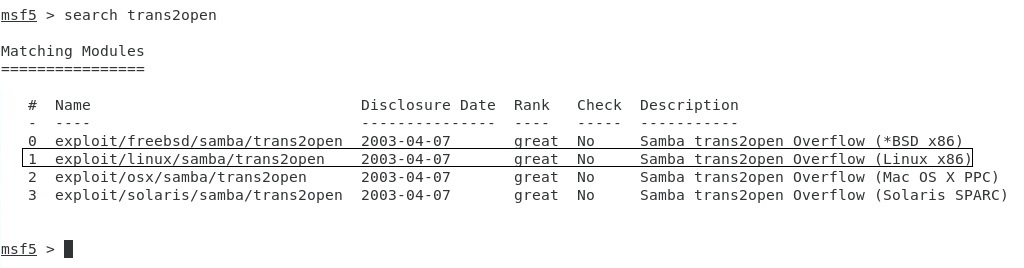 msf5 > search trans2open
Matching Modules
================
#  Name                                Disclosure Date  Rank   Check  Description
-  ----                                ---------------  ----   -----  -----------
0  exploit/freebsd/samba/trans2open  2003-04-07       great  No     Samba trans2open Overflow (*BSD x86)
1  exploit/linux/samba/trans2open    2003-04-07       great  No     Samba trans2open Overflow (Linux x86)
2  exploit/osx/samba/trans2open      2003-04-07       great  No     Samba trans2open Overflow (Mac OS X PPC)
3  exploit/solaris/samba/trans2open  2003-04-07       great  No     Samba trans2open Overflow (Solaris SPARC)
msf5 >